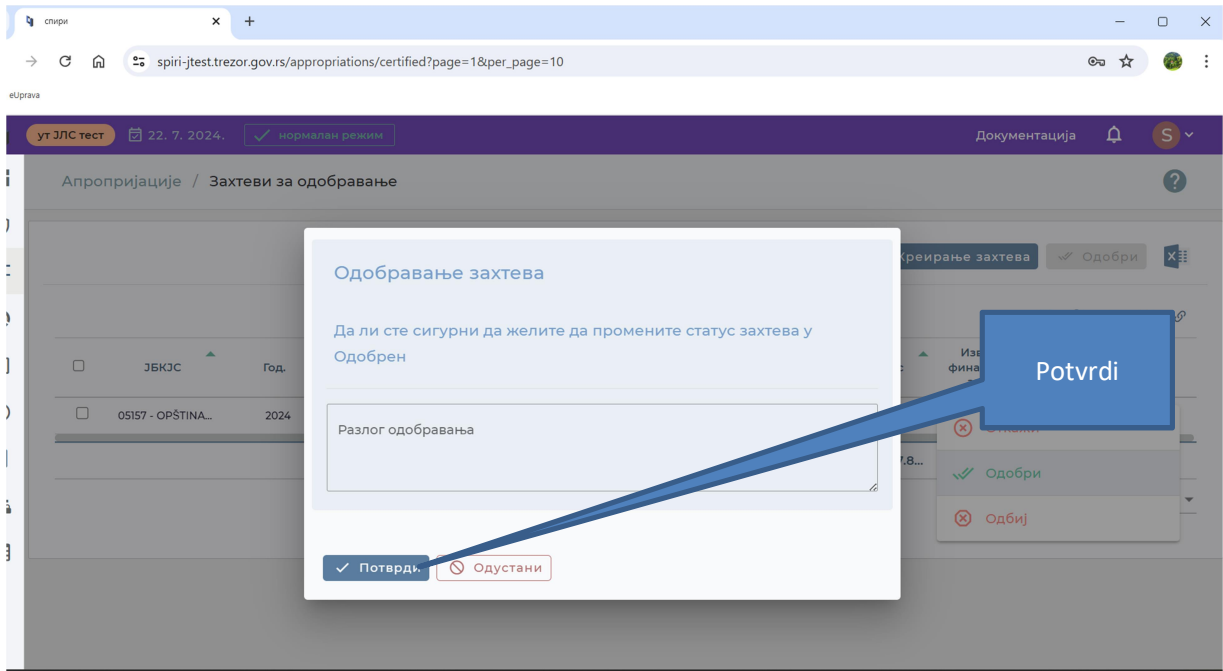 спири
spiri-jtest.trezor.gov.rs/appropriations/certified?page=1&per_page=10
eUprava
ут ЈЛС тест 22. 7. 2024. нормалан режим Документација S
Апропријације / Захтеви за одобравање
Креирање захтева Одобри
Одобравање захтева
Да ли сте сигурни да желите да промените статус захтева у
Одобрен
Potvrdi
ЈБКЈС Год.
05157 - OPŠTINA... 2024
Разлог одобравања
7.8...
Одобри
Одбиј
Потврди Одустани